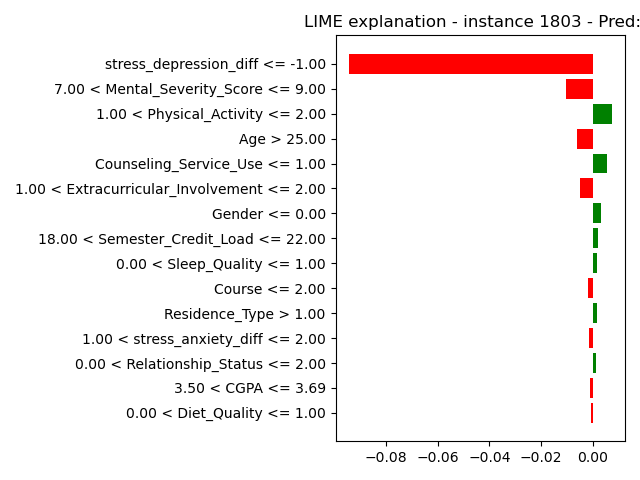 LIME explanation - instance 1803 - Pred:
stress_depression_diff <= -1.00
7.00 < Mental_Severity_Score <= 9.00
1.00 < Physical_Activity <= 2.00
Age > 25.00
Counseling_Service_Use <= 1.00
1.00 < Extracurricular_Involvement <= 2.00
Gender <= 0.00
18.00 < Semester_Credit_Load <= 22.00
0.00 < Sleep_Quality <= 1.00
Course <= 2.00
Residence_Type > 1.00
1.00 < stress_anxiety_diff <= 2.00
0.00 < Relationship_Status <= 2.00
3.50 < CGPA <= 3.69
0.00 < Diet_Quality <= 1.00
−0.08 −0.06 −0.04 −0.02 0.00